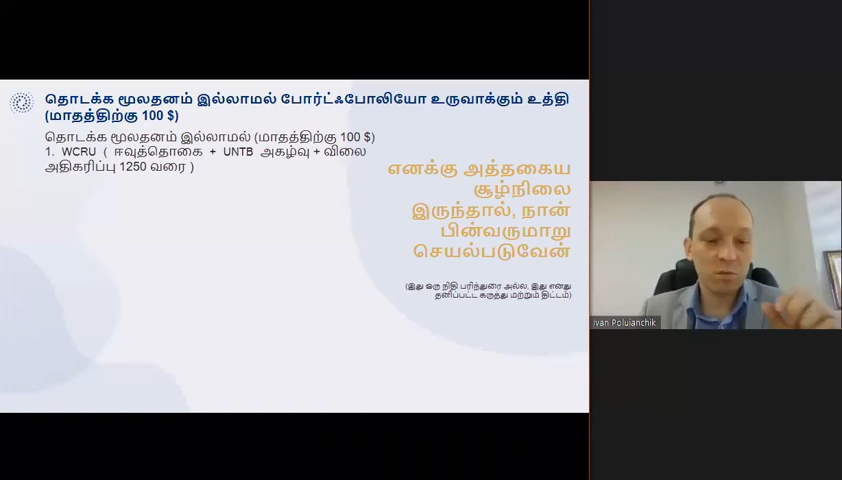 தொடக்க மூலதனம் இல்லாமல் போர்ட்ஃபோலியோ உருவாக்கும் உத்தி
(மாதத்திற்கு 100 $)
தொடக்க மூலதனம் இல்லாமல் (மாதத்திற்கு 100 $)
1. WCRU ( ஈவுத்தொகை + UNTB அகழ்வு + விலை
அதிகரிப்பு 1250 வரை )
எனக்கு அத்தகைய
சூழ்நிலை
இருந்தால், நான்
பின்வருமாறு
செயல்படுவேன்
(இது ஒரு நிதி பரிந்துரை அல்ல, இது எனது
தனிப்பட்ட கருத்து மற்றும் திட்டம்)
Ivan Poluianchik